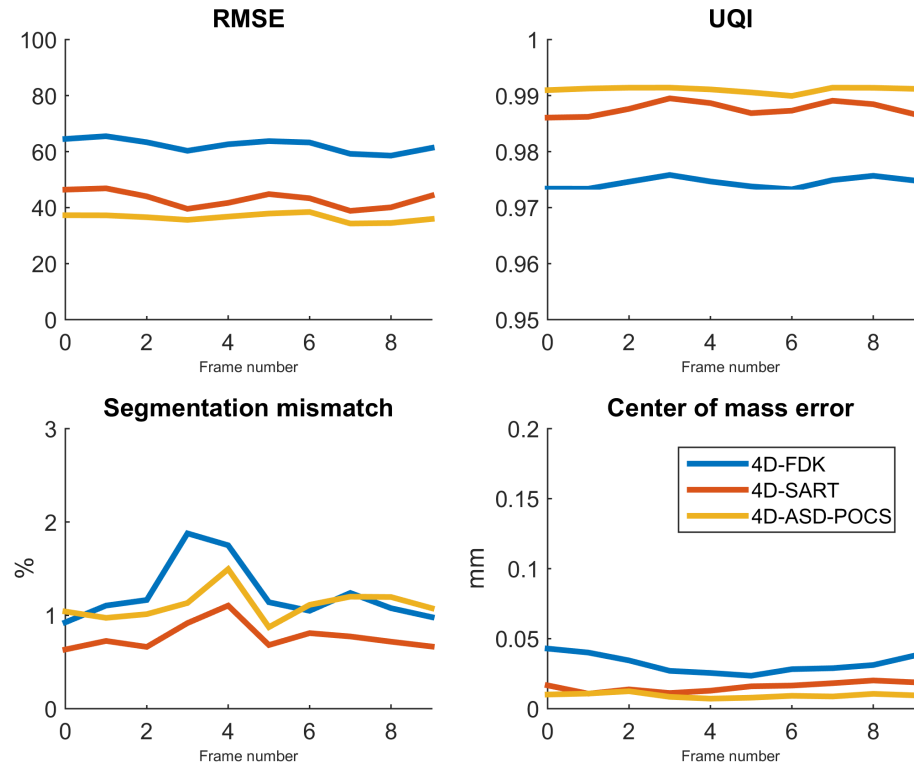 RMSE
100
80
60
40
20
0
0 2 4 6 8
Frame number
UQI
1
0.99
0.98
0.97
0.96
0.95
0 2 4 6 8
Frame number
Segmentation mismatch
3
2
1
0
%
0 2 4 6 8
Frame number
Center of mass error
0.2
0.15
0.1
0.05
0
mm
4D-FDK
4D-SART
4D-ASD-POCS
0 2 4 6 8
Frame number